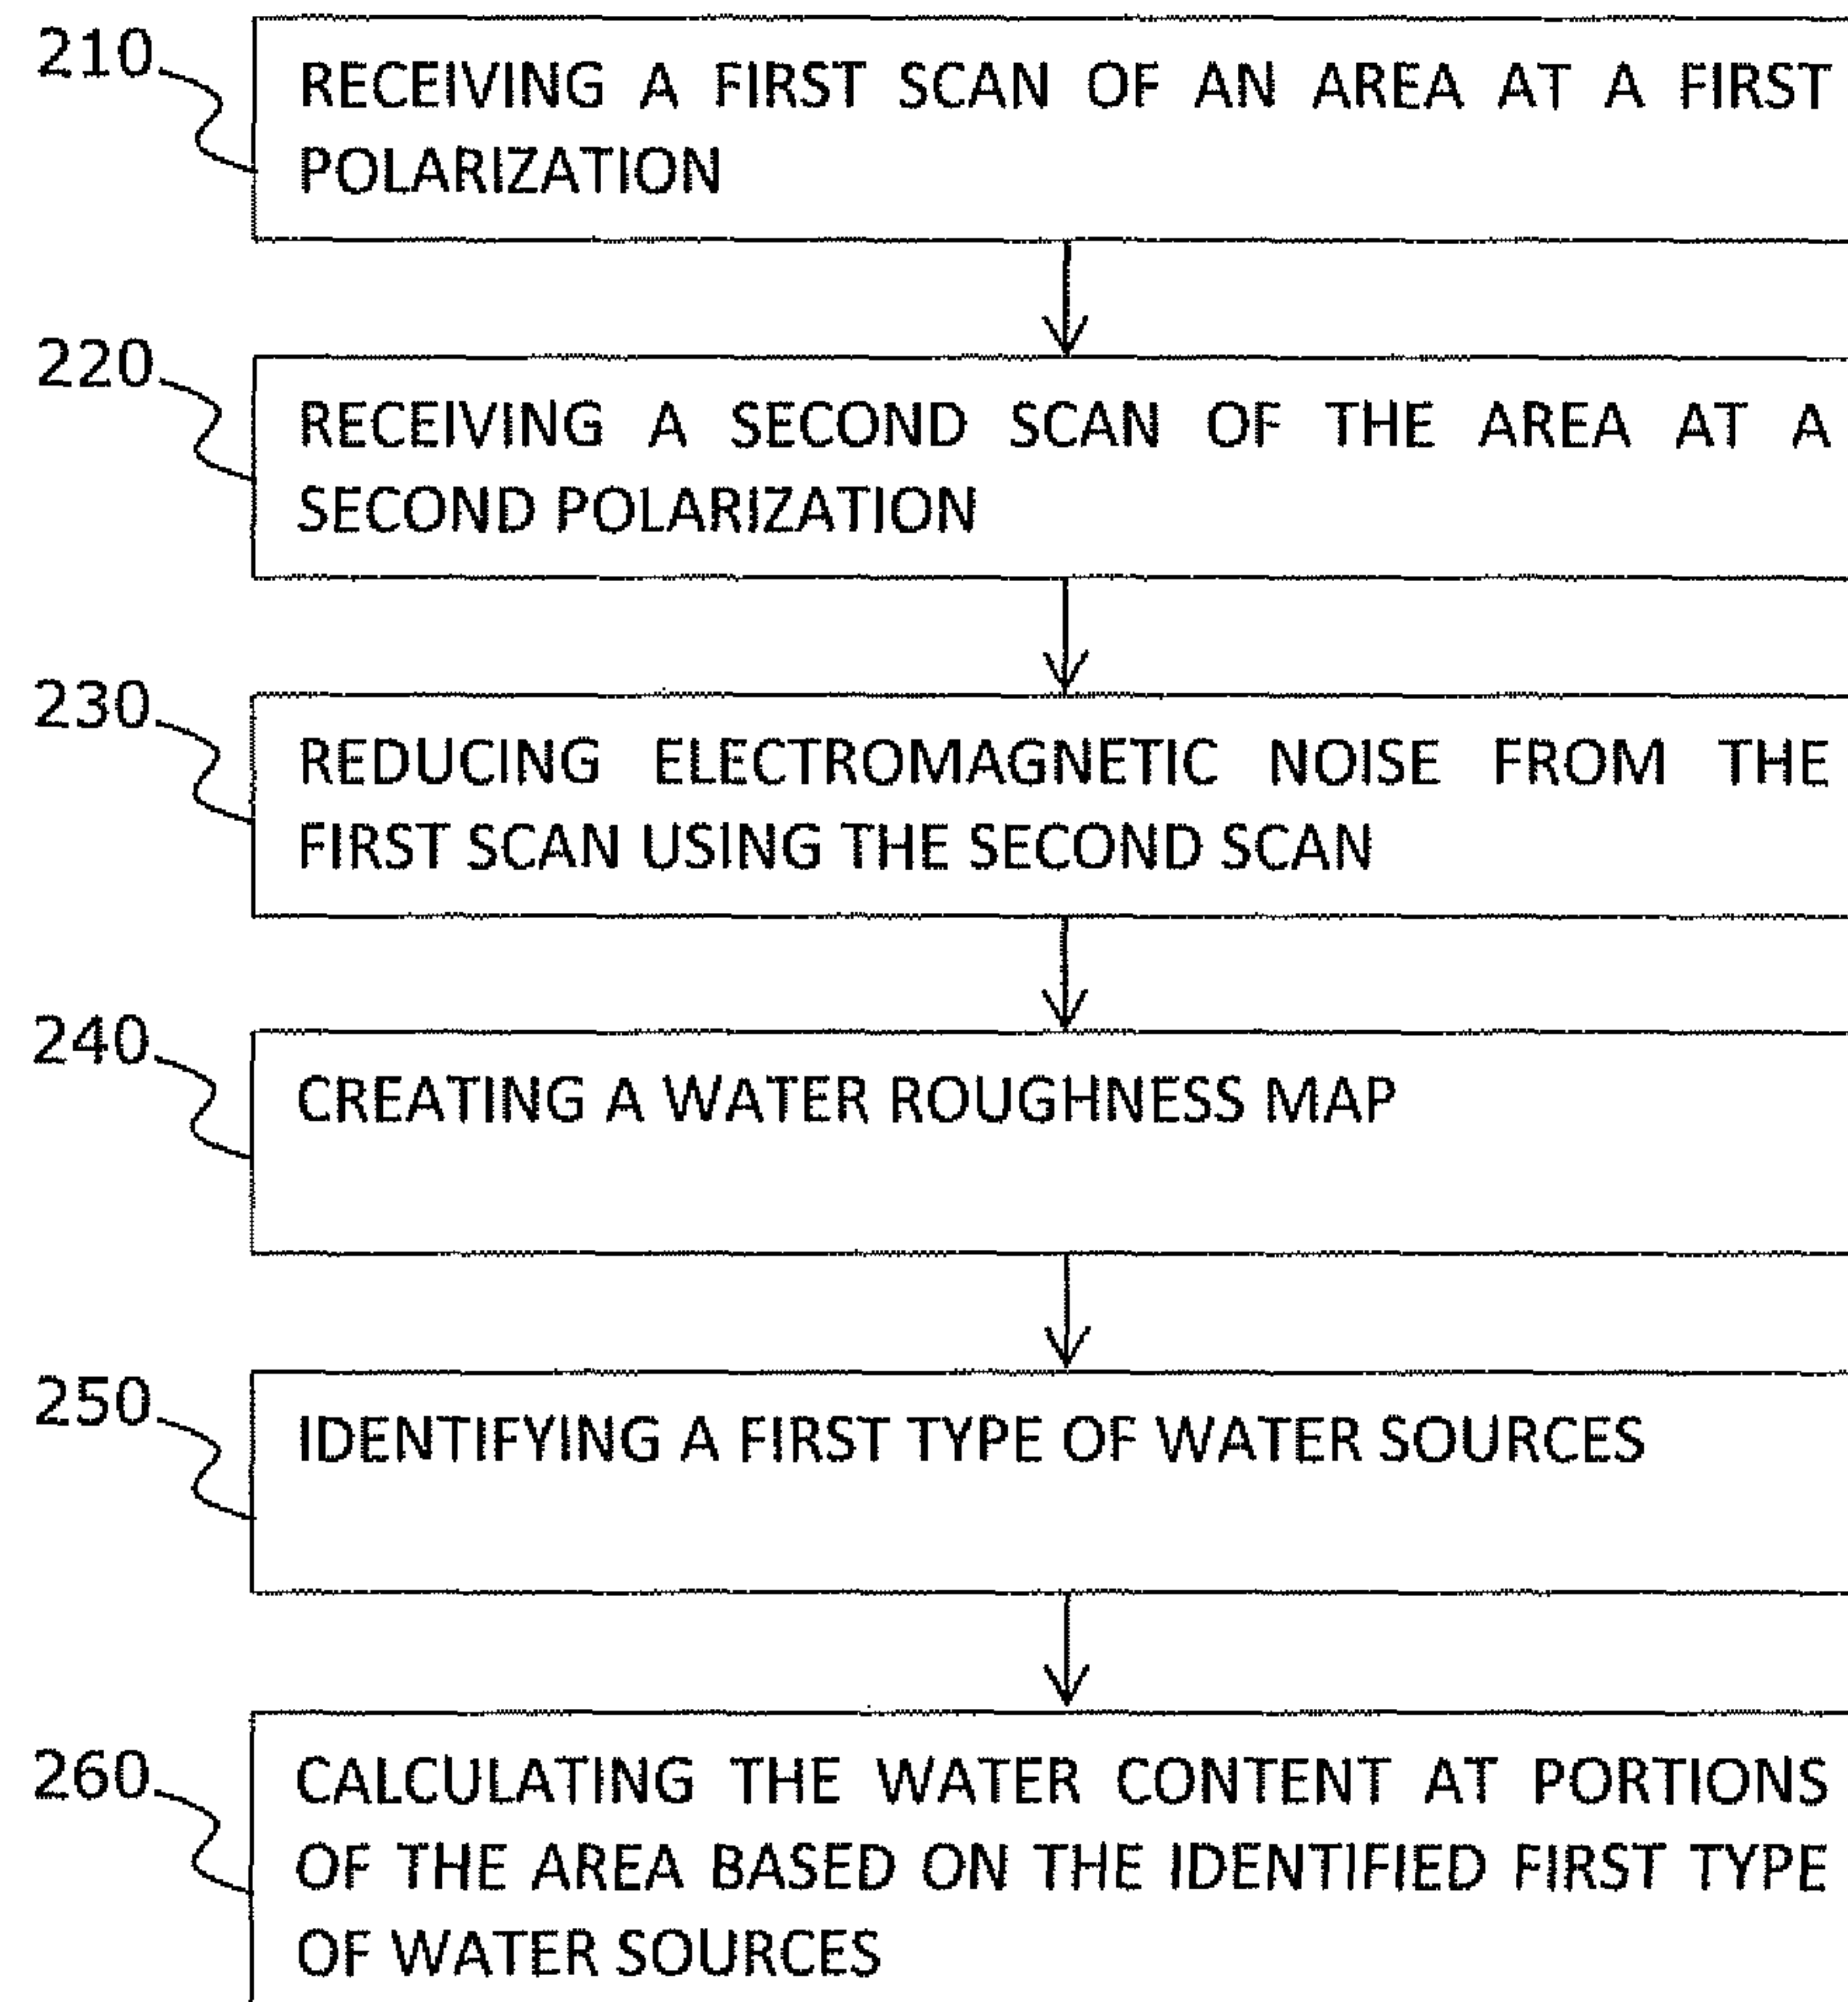 210
RECEIVING A FIRST SCAN OF AN AREA AT A FIRST
POLARIZATION
220
RECEIVING A SECOND SCAN OF THE AREA AT A
SECOND POLARIZATION
230
REDUCING ELECTROMAGNETIC NOISE FROM THE
FIRST SCAN USING THE SECOND SCAN
240
CREATING A WATER ROUGHNESS MAP
250
IDENTIFYING A FIRST TYPE OF WATER SOURCES
260
CALCULATING THE WATER CONTENT AT PORTIONS
OF THE AREA BASED ON THE IDENTIFIED FIRST TYPE
OF WATER SOURCES